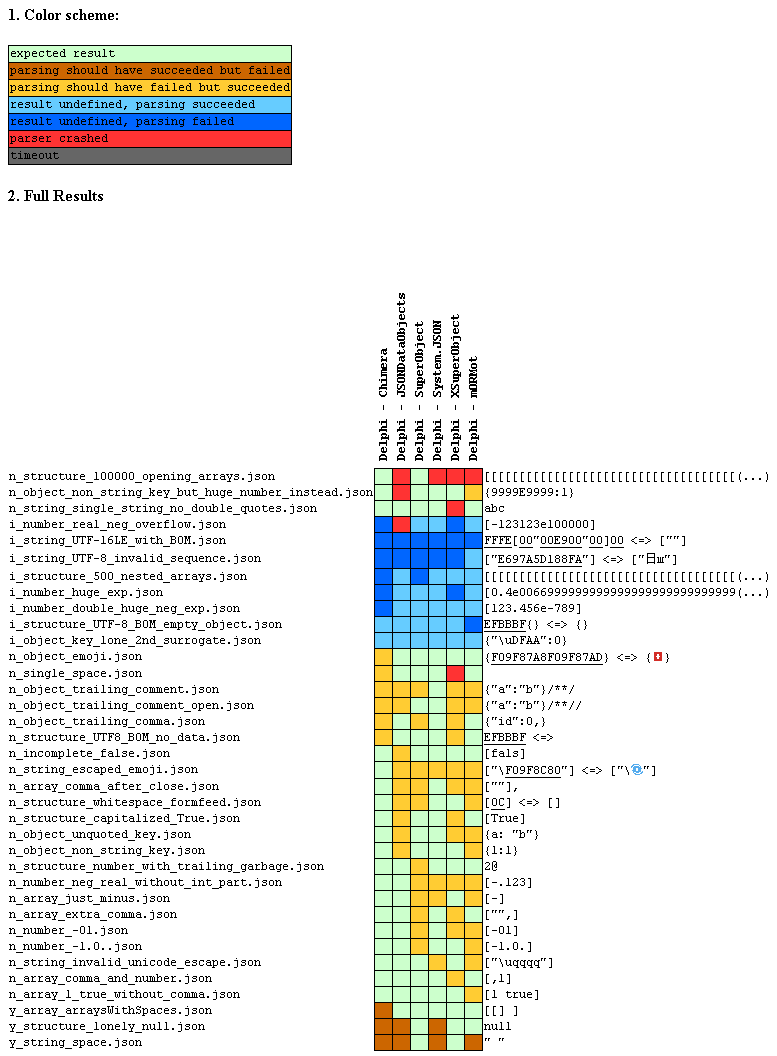 1. Color scheme:
expected result
parsing should have succeeded but failed
parsing should have failed but succeeded
result undefined, parsing succeeded
result undefined, parsing failed
parser crashed
timeout
2. Full Results
Delphi - Chimera
Delphi - JSONDataObjects
Delphi - SuperObject
Delphi - System.JSON
Delphi - XSuperObject
Delphi - mORMot
n_structure_100000_opening_arrays.json [[[[[[[[[[[[[[[[[[[[[[[[[[[[[[[[[[[[(...)
n_object_non_string_key_but_huge_number_instead.json {9999E9999:1}
n_string_single_string_no_double_quotes.json abc
i_number_real_neg_overflow.json [-123123e100000]
i_string_UTF-16LE_with_BOM.json FFFE[00"00E900"00]00 <=> [""]
i_string_UTF-8_invalid_sequence.json ["E697A5D188FA"] <=> ["日ш"]
i_structure_500_nested_arrays.json [[[[[[[[[[[[[[[[[[[[[[[[[[[[[[[[[[[[(...)
i_number_huge_exp.json [0.4e00669999999999999999999999999999(...)
i_number_double_huge_neg_exp.json [123.456e-789]
i_structure_UTF-8_BOM_empty_object.json EFBBBF{} <=> {}
i_object_key_lone_2nd_surrogate.json {"\uDFAA":0}
n_object_emoji.json {F09F87A8F09F87AD} <=> {🇨🇭}
n_single_space.json
n_object_trailing_comment.json {"a":"b"}/**/
n_object_trailing_comment_open.json {"a":"b"}/**//
n_object_trailing_comma.json {"id":0,}
n_structure_UTF8_BOM_no_data.json EFBBBF <=>
n_incomplete_false.json [fals]
n_string_escaped_emoji.json ["\F09F8C80"] <=> ["\🌀"]
n_array_comma_after_close.json [""],
n_structure_whitespace_formfeed.json [0C] <=> []
n_structure_capitalized_True.json [True]
n_object_unquoted_key.json {a: "b"}
n_object_non_string_key.json {1:1}
n_structure_number_with_trailing_garbage.json 2@
n_number_neg_real_without_int_part.json [-.123]
n_array_just_minus.json [-]
n_array_extra_comma.json ["",]
n_number_-01.json [-01]
n_number_-1.0..json [-1.0.]
n_string_invalid_unicode_escape.json ["\uqqqq"]
n_array_comma_and_number.json [,1]
n_array_1_true_without_comma.json [1 true]
y_array_arraysWithSpaces.json [[] ]
y_structure_lonely_null.json null
y_string_space.json " "